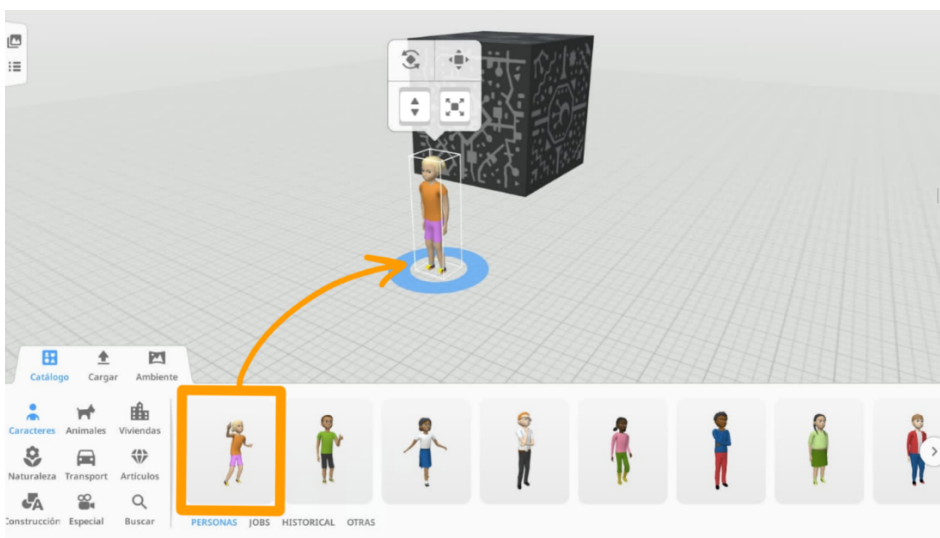 Catálogo Cargar Ambiente
Caracteres Animales Viviendas
Naturaleza Transport Artículos
Construcción Especial Buscar
PERSONAS JOBS HISTORICAL OTRAS